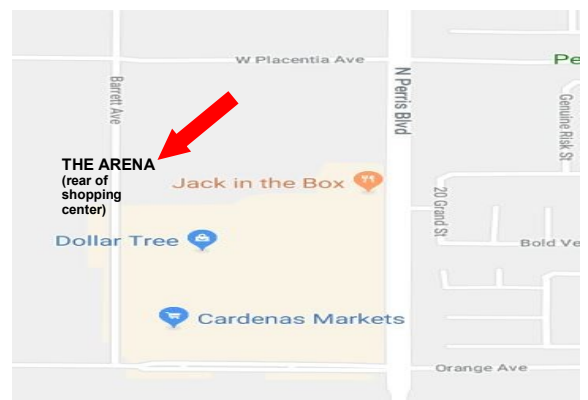 W Placentia Ave
Pe
Barrett Ave
N Perris Blvd
Genuine Risk St
THE ARENA
(rear of
shopping
center)
Jack in the Box
20 Grand St
Dollar Tree
Bold Ve
Cardenas Markets
Orange Ave